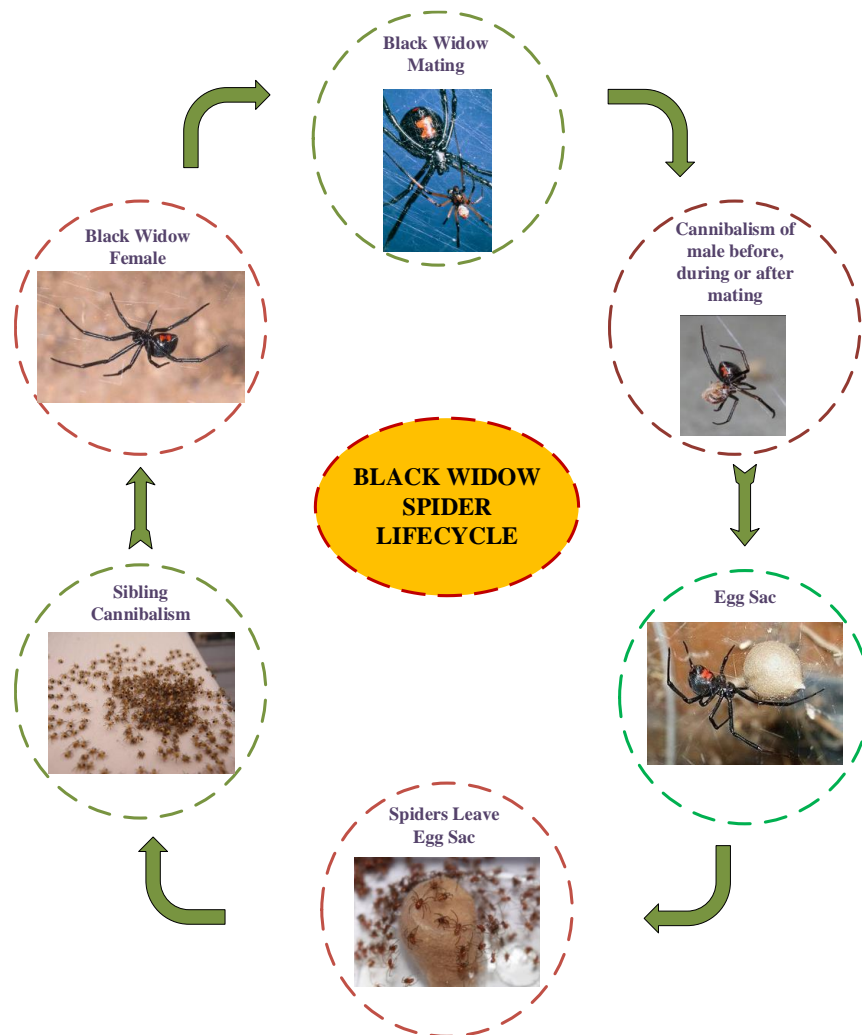 Black Widow
Mating
Cannibalism of
male before,
during or after
mating
Egg Sac
Spiders Leave
Egg Sac
Sibling
Cannibalism
Black Widow
Female
BLACK WIDOW
SPIDER
LIFECYCLE